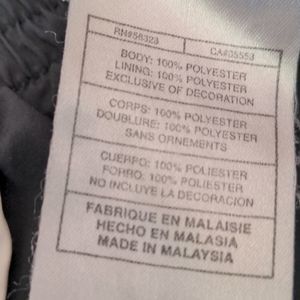 RN#56323
CA#05553
BODY: 100% POLYESTER
LINING: 100% POLYESTER
EXCLUSIVE OF DECORATION
CORPS: 100% POLYESTER
DOUBLURE: 100% POLYESTER
SANS ORNEMENTS
CUERPO: 100% POLIESTER
FORRO: 100% POLIESTER
NO INCLUYE LA DECORACION
FABRIQUE EN MALAISIE
HECHO EN MALASIA
MADE IN MALAYSIA